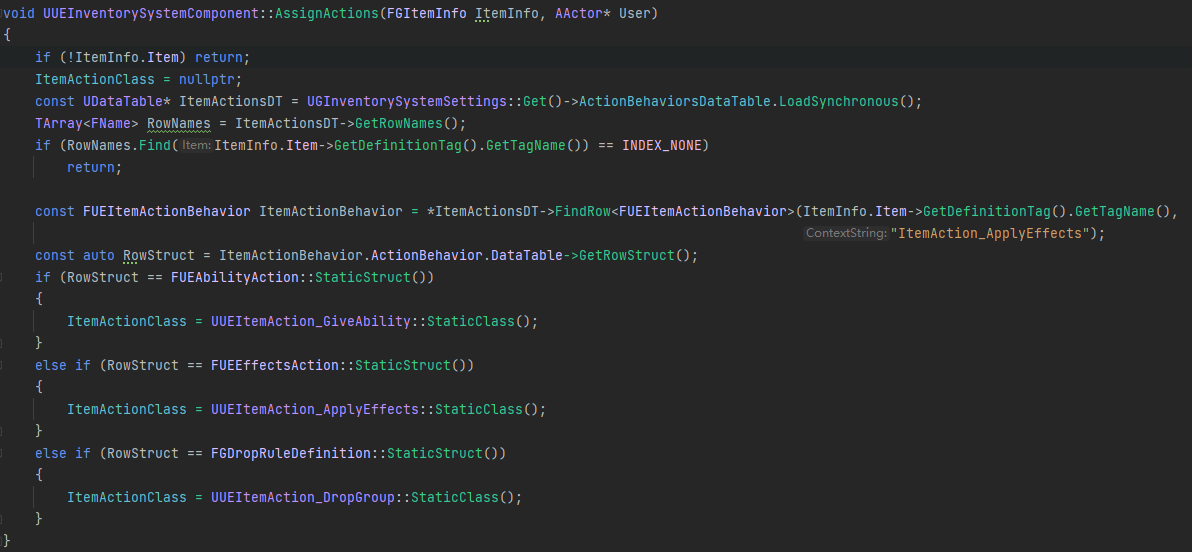 void UUEInventorySystemComponent::AssignActions(FGItemInfo ItemInfo, AActor* User)
{
    if (!ItemInfo.Item) return;
    ItemActionClass = nullptr;
    const UDataTable* ItemActionsDT = UGInventorySystemSettings::Get()->ActionBehaviorsDataTable.LoadSynchronous();
    TArray<FName> RowNames = ItemActionsDT->GetRowNames();
    if (RowNames.Find( Item: ItemInfo.Item->GetDefinitionTag().GetTagName()) == INDEX_NONE)
        return;

    const FUEItemActionBehavior ItemActionBehavior = *ItemActionsDT->FindRow<FUEItemActionBehavior>(ItemInfo.Item->GetDefinitionTag().GetTagName(),
                                                                                                    ContextString: "ItemAction_ApplyEffects");
    const auto RowStruct = ItemActionBehavior.ActionBehavior.DataTable->GetRowStruct();
    if (RowStruct == FUEAbilityAction::StaticStruct())
    {
        ItemActionClass = UUEItemAction_GiveAbility::StaticClass();
    }
    else if (RowStruct == FUEEffectsAction::StaticStruct())
    {
        ItemActionClass = UUEItemAction_ApplyEffects::StaticClass();
    }
    else if (RowStruct == FGDropRuleDefinition::StaticStruct())
    {
        ItemActionClass = UUEItemAction_DropGroup::StaticClass();
    }
}